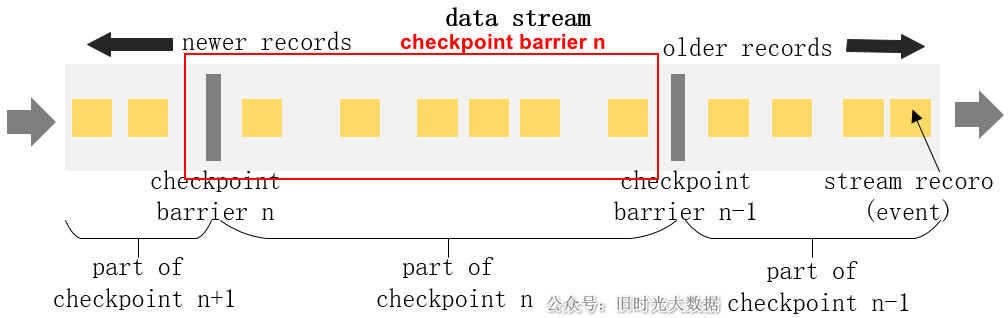 data stream
newer records
checkpoint barrier n
older records
checkpoint
barrier n
checkpoint
barrier n-1
stream recoro
(event)
part of
checkpoint n+1
part of
checkpoint n
part of
checkpoint n-1
公众号：旧时光大数据